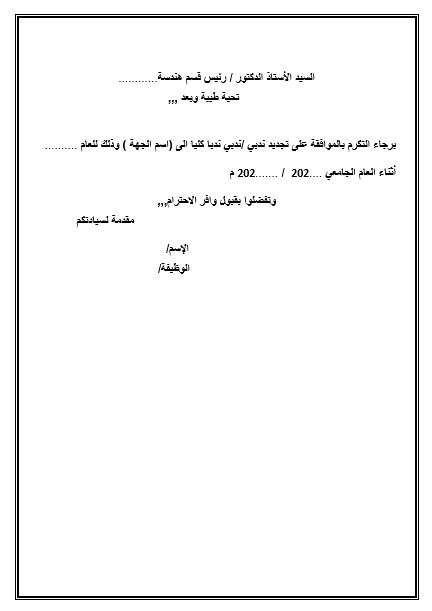 السيد الأستاذ الدكتور / رئيس قسم هندسة............
تحية طيبة وبعد ,,,
برجاء التكرم بالموافقة على تجديد ندبي /ندبي ندبا كليا الى (اسم الجهة ) وذلك للعام ..........
أثناء العام الجامعي ....202 / .......202 م
وتفضلوا بقبول وافر الاحترام,,,
مقدمة لسيادتكم
الإسم/
الوظيفة/